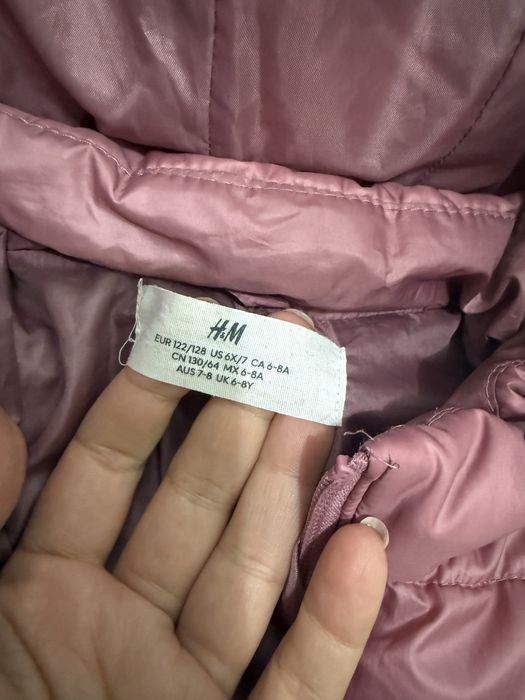 H&M
EUR 122/128 US 6X/7 CA 6-8A
CN 130/64 MX 6-8A
AUS 7-8 UK 6-8Y